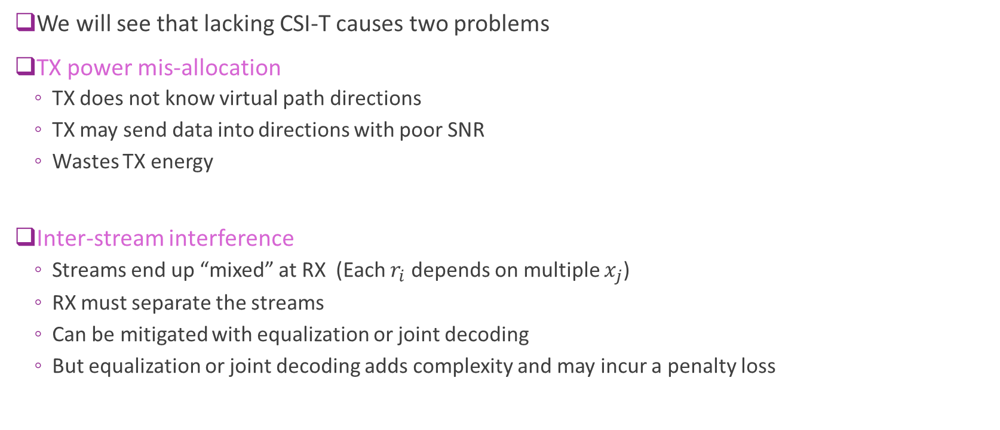 ❑We will see that lacking CSI-T causes two problems
❑TX power mis-allocation
◦ TX does not know virtual path directions
◦ TX may send data into directions with poor SNR
◦ Wastes TX energy
❑Inter-stream interference
◦ Streams end up “mixed” at RX (Each 𝑟ᵢ depends on multiple 𝑥ⱼ)
◦ RX must separate the streams
◦ Can be mitigated with equalization or joint decoding
◦ But equalization or joint decoding adds complexity and may incur a penalty loss